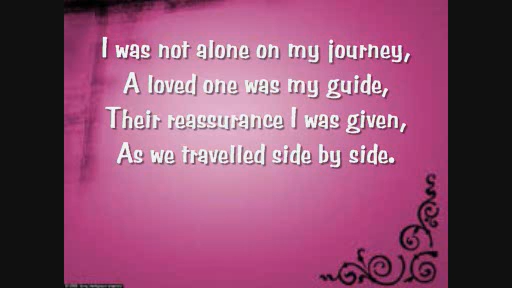 I was not alone on my journey,
A loved one was my guide,
Their reassurance I was given,
As we travelled side by side.